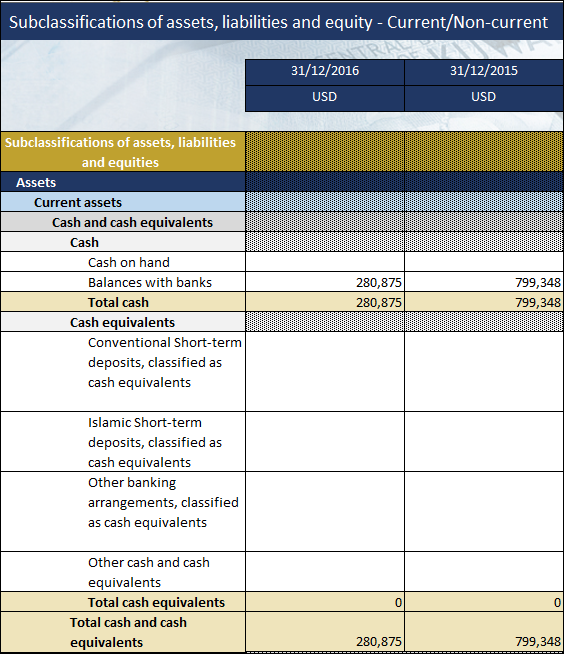 Subclassifications of assets, liabilities and equity - Current/Non-current
31/12/2016 31/12/2015
USD USD
Subclassifications of assets, liabilities
and equities
Assets
Current assets
Cash and cash equivalents
Cash
Cash on hand
Balances with banks 280,875 799,348
Total cash 280,875 799,348
Cash equivalents
Conventional Short-term
deposits, classified as
cash equivalents
Islamic Short-term
deposits, classified as
cash equivalents
Other banking
arrangements, classified
as cash equivalents
Other cash and cash
equivalents
Total cash equivalents 0 0
Total cash and cash
equivalents 280,875 799,348